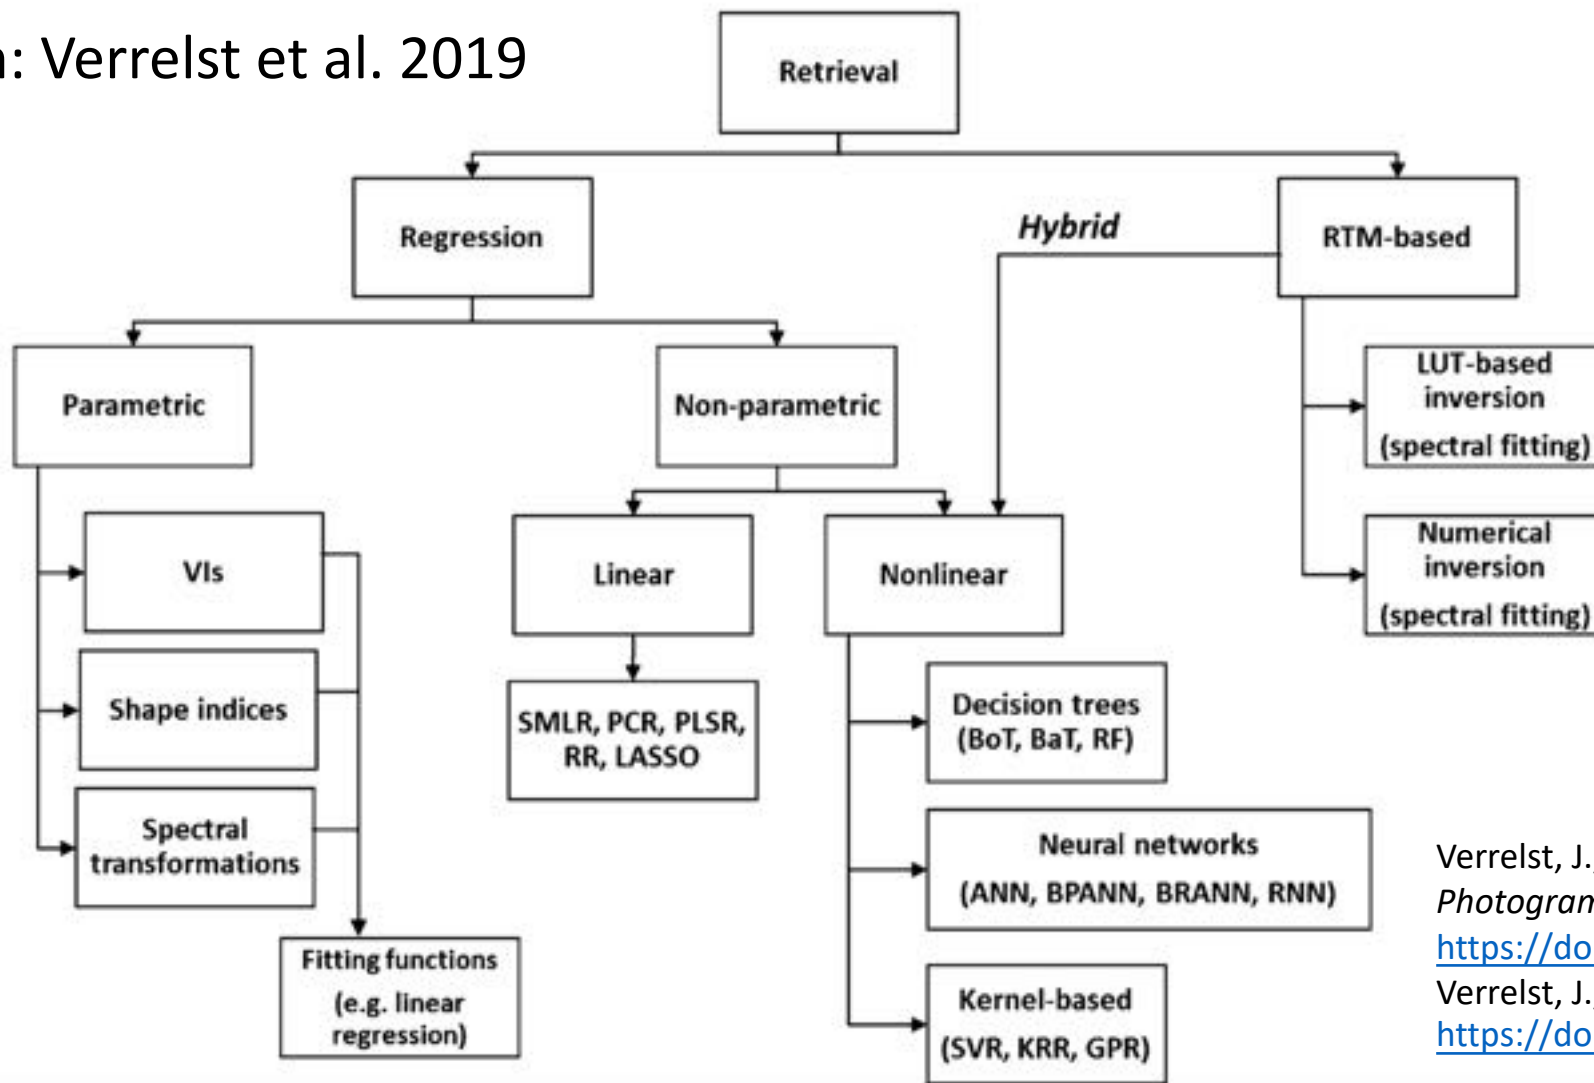 : Verrelst et al. 2019
Retrieval
Regression
Hybrid
RTM-based
Parametric
Non-parametric
LUT-based
inversion
(spectral fitting)
VIs
Linear
Nonlinear
Numerical
inversion
(spectral fitting)
Shape indices
SMLR, PCR, PLSR,
RR, LASSO
Decision trees
(BoT, BaT, RF)
Spectral
transformations
Neural networks
(ANN, BPANN, BRANN, RNN)
Fitting functions
(e.g. linear
regression)
Kernel-based
(SVR, KRR, GPR)
Verrelst, J.
Photogram
https://do
Verrelst, J.
https://do